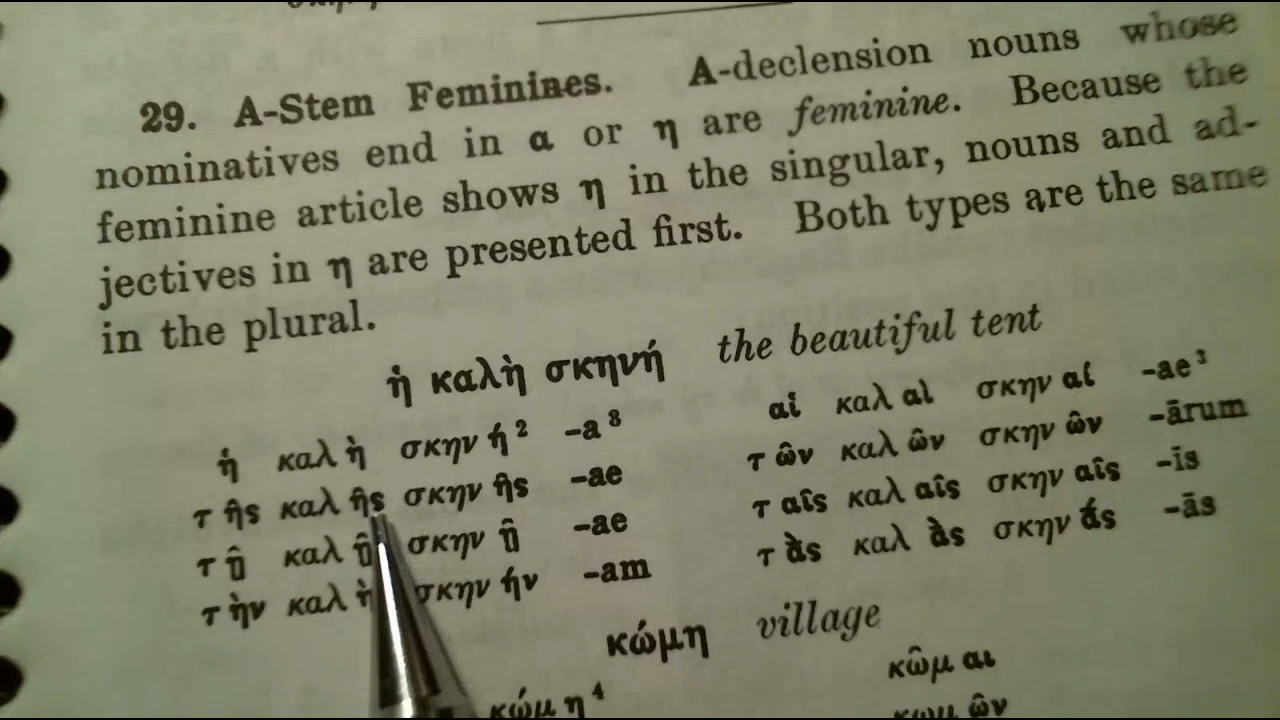 29. A-Stem Feminines. A-declension nouns whose
nominatives end in α or η are feminine. Because the
feminine article shows η in the singular, nouns and ad-
jectives in η are presented first. Both types are the same
in the plural.
ἡ καλὴ σκηνή the beautiful tent
ἡ καλ ὴ σκην ή² -a³ αἱ καλ αὶ σκην αί -ae³
τ ῆς καλ ῆς σκην ῆς -ae τ ῶν καλ ῶν σκην ῶν -ārum
τ ῇ καλ ῇ σκην ῇ -ae τ αῖς καλ αῖς σκην αῖς -īs
τ ὴν καλ ὴ σκην ήν -am τ ὰς καλ ὰς σκην άς -ās
κώμη village
κώμ η⁴ κῶμ αι
κωμ ῶν